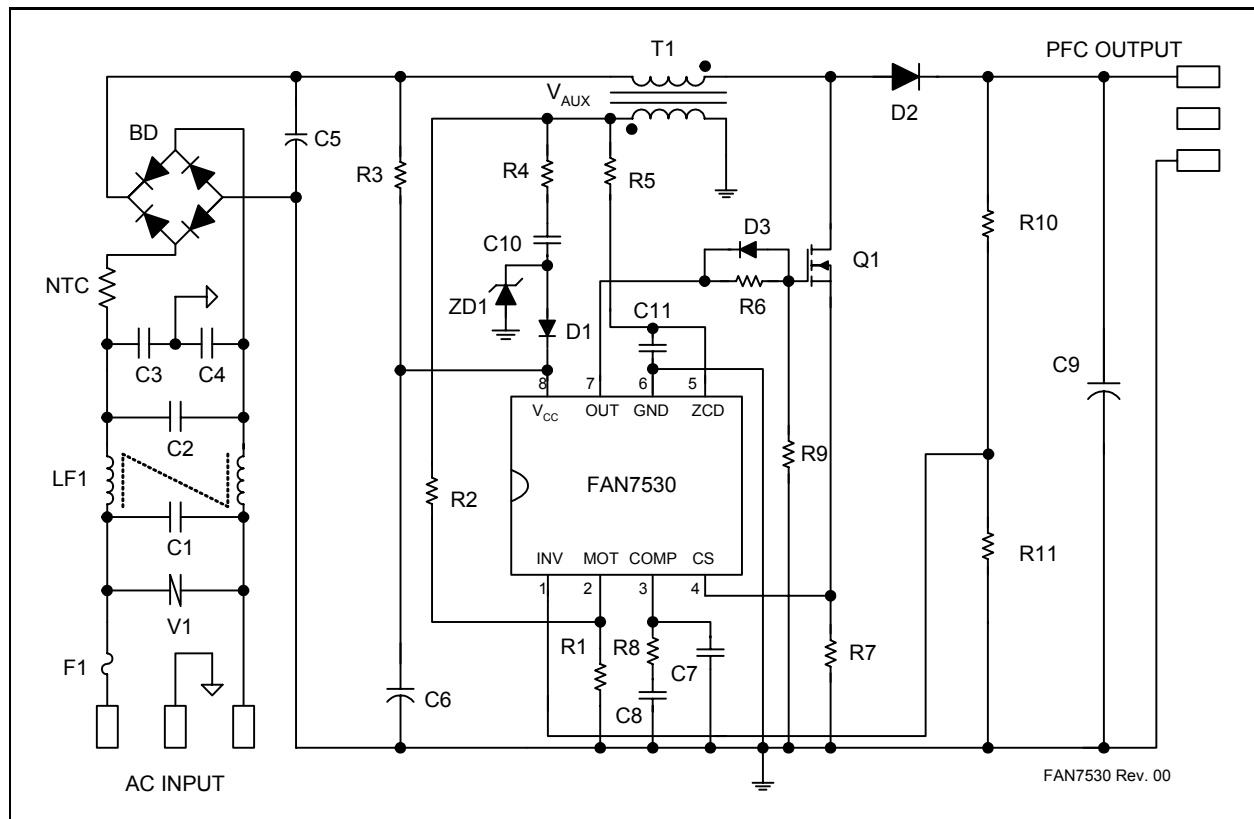 T1
PFC OUTPUT
V_AUX
BD
C5
R3
R4
R5
D2
R10
C10
D3
Q1
NTC
ZD1
R6
C11
D1
C3
C4
C9
8
7
6
5
V_CC
OUT
GND
ZCD
C2
LF1
R2
FAN7530
R9
C1
R11
INV
MOT
COMP
CS
1
2
3
4
V1
R1
R8
C7
R7
F1
C6
C8
AC INPUT
FAN7530 Rev. 00